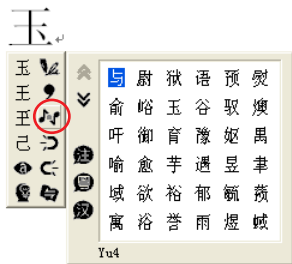 玉
玉
王
己
注
汉
与 尉 狱 语 预 熨
俞 峪 玉 谷 驭 燠
吁 御 育 豫 妪 禺
喻 愈 芋 遇 昱 聿
域 欲 裕 郁 毓 蓣
寓 浴 誉 雨 煜 蜮
Yu4